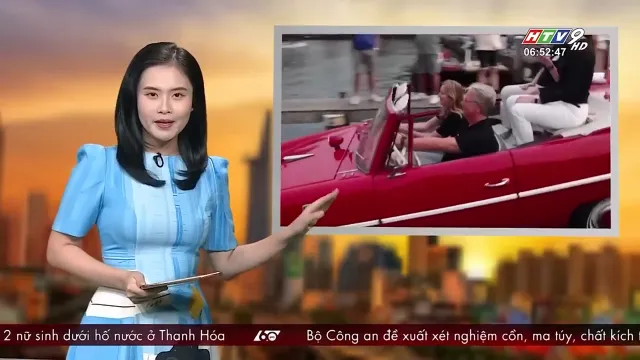 HTV9 HD
06:52:47
2 nữ sinh dưới hố nước ở Thanh Hóa 60 Bộ Công an đề xuất xét nghiệm cồn, ma túy, chất kích